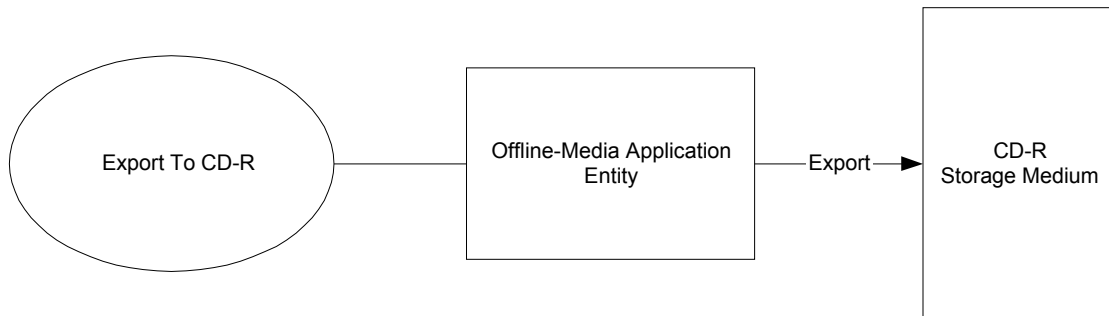 Export To CD-R
Offline-Media Application
Entity
Export
CD-R
Storage Medium